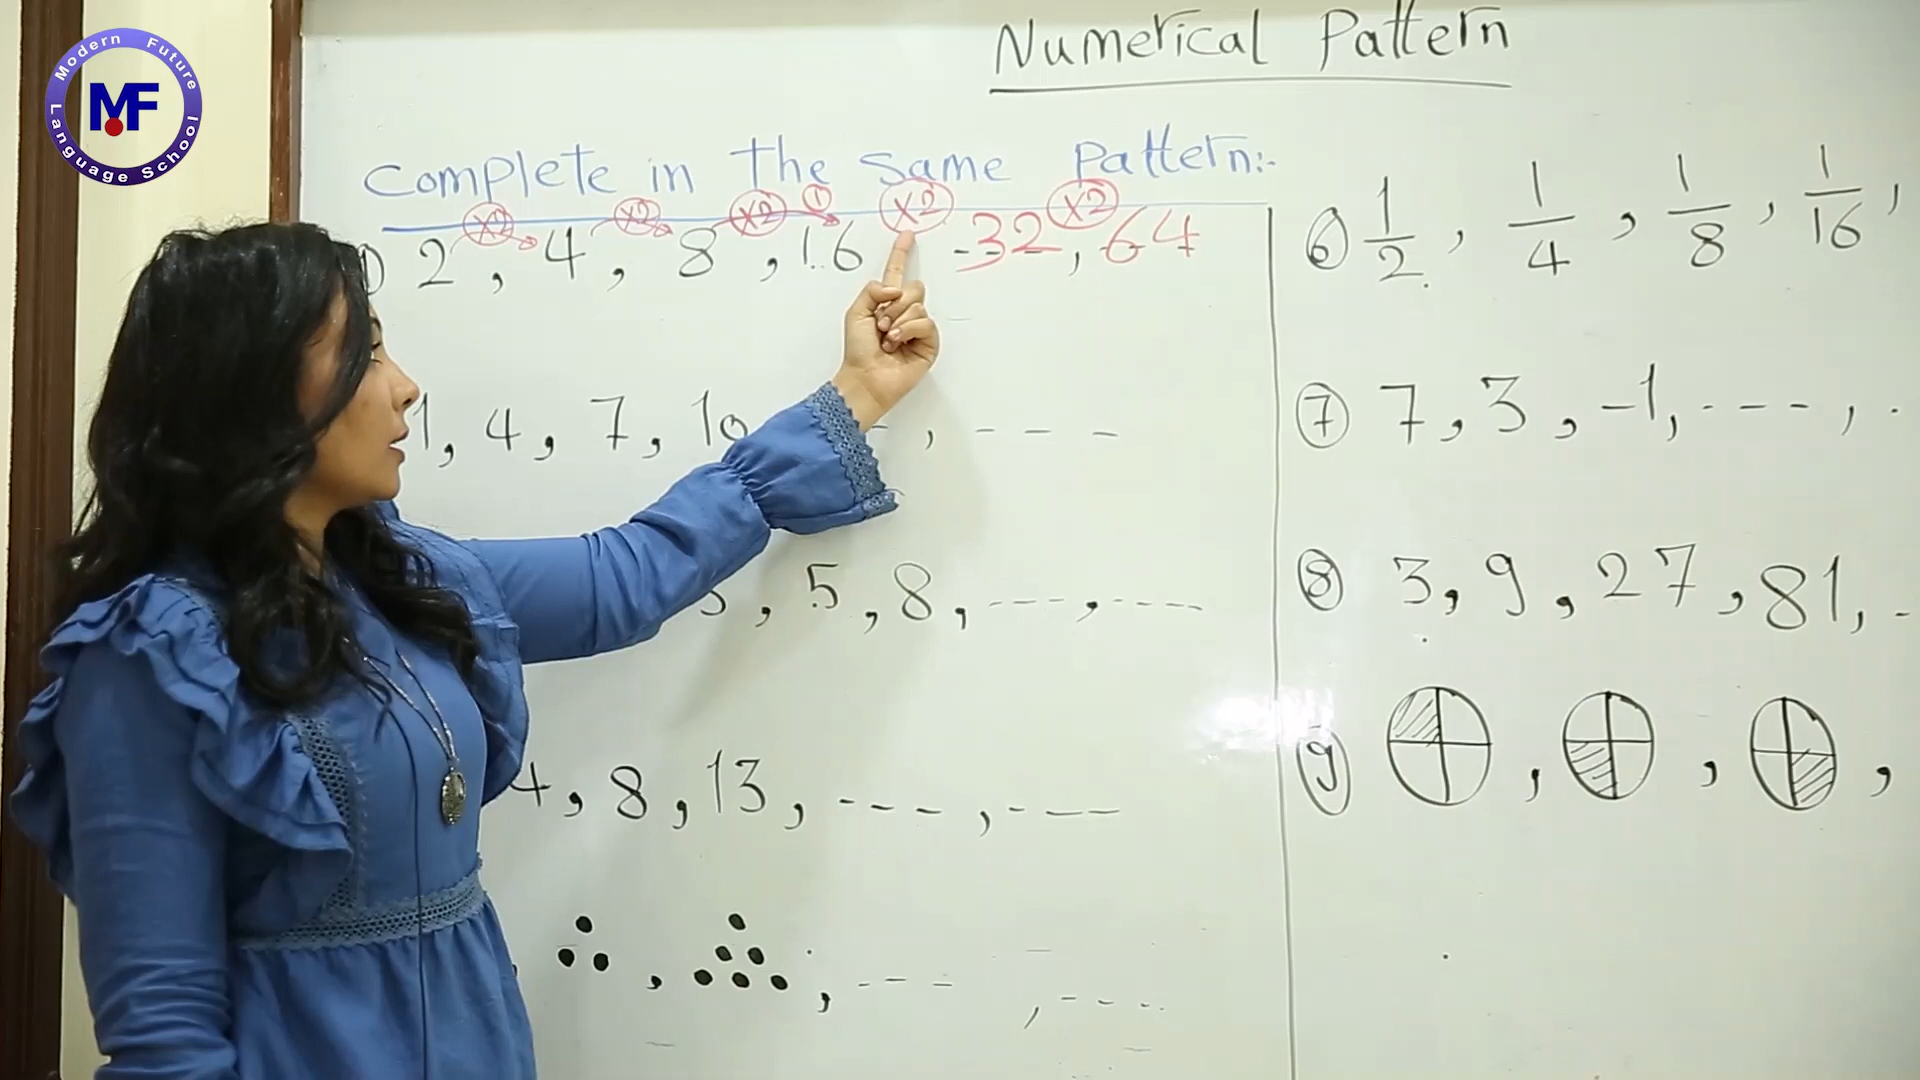 Modern Future
MF
Language School
Numerical Pattern
Complete in the same pattern:-
x2 x2 x2 1 x2 x2
) 2, 4, 8, 16 32, 64
1, 4, 7, 10 - , - - -
5, 8, ----, ----
4, 8, 13, ----, ---
, , ---, ----
6 1/2, 1/4, 1/8, 1/16,
7 7, 3, -1, ----, .
8 3, 9, 27, 81, -
9 , , ,